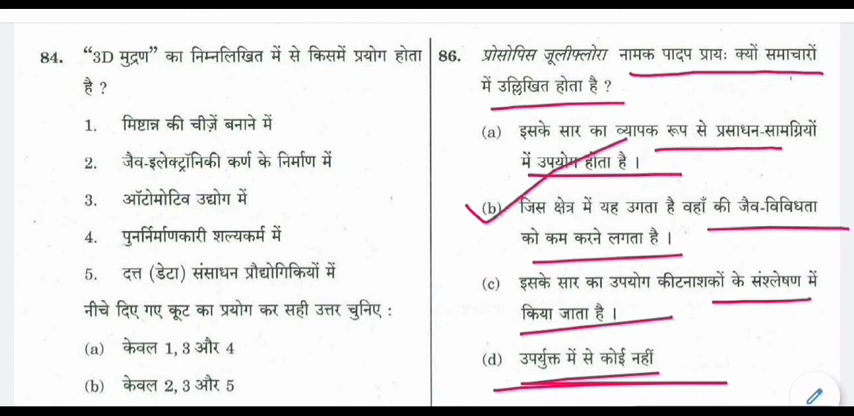 84. “3D मुद्रण” का निम्नलिखित में से किसमें प्रयोग होता
है ?
1. मिष्टान्न की चीज़ें बनाने में
2. जैव-इलेक्ट्रॉनिकी कर्ण के निर्माण में
3. ऑटोमोटिव उद्योग में
4. पुनर्निर्माणकारी शल्यकर्म में
5. दत्त (डेटा) संसाधन प्रौद्योगिकियों में
नीचे दिए गए कूट का प्रयोग कर सही उत्तर चुनिए :
(a) केवल 1, 3 और 4
(b) केवल 2, 3 और 5
86. प्रोसोपिस जूलीफ्लोरा नामक पादप प्रायः क्यों समाचारों
में उल्लिखित होता है ?
(a) इसके सार का व्यापक रूप से प्रसाधन-सामग्रियों
में उपयोग होता है ।
(b) जिस क्षेत्र में यह उगता है वहाँ की जैव-विविधता
को कम करने लगता है ।
(c) इसके सार का उपयोग कीटनाशकों के संश्लेषण में
किया जाता है ।
(d) उपर्युक्त में से कोई नहीं